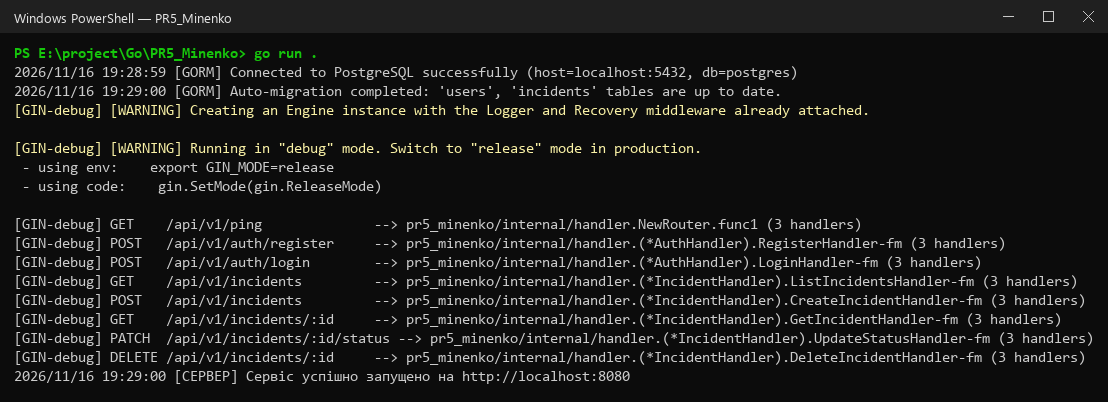 Windows PowerShell — PR5_Minenko
PS E:\project\Go\PR5_Minenko> go run .
2026/11/16 19:28:59 [GORM] Connected to PostgreSQL successfully (host=localhost:5432, db=postgres)
2026/11/16 19:29:00 [GORM] Auto-migration completed: 'users', 'incidents' tables are up to date.
[GIN-debug] [WARNING] Creating an Engine instance with the Logger and Recovery middleware already attached.
[GIN-debug] [WARNING] Running in "debug" mode. Switch to "release" mode in production.
 - using env:    export GIN_MODE=release
 - using code:    gin.SetMode(gin.ReleaseMode)
[GIN-debug] GET    /api/v1/ping              --> pr5_minenko/internal/handler.NewRouter.func1 (3 handlers)
[GIN-debug] POST   /api/v1/auth/register     --> pr5_minenko/internal/handler.(*AuthHandler).RegisterHandler-fm (3 handlers)
[GIN-debug] POST   /api/v1/auth/login        --> pr5_minenko/internal/handler.(*AuthHandler).LoginHandler-fm (3 handlers)
[GIN-debug] GET    /api/v1/incidents         --> pr5_minenko/internal/handler.(*IncidentHandler).ListIncidentsHandler-fm (3 handlers)
[GIN-debug] POST   /api/v1/incidents         --> pr5_minenko/internal/handler.(*IncidentHandler).CreateIncidentHandler-fm (3 handlers)
[GIN-debug] GET    /api/v1/incidents/:id     --> pr5_minenko/internal/handler.(*IncidentHandler).GetIncidentHandler-fm (3 handlers)
[GIN-debug] PATCH  /api/v1/incidents/:id/status --> pr5_minenko/internal/handler.(*IncidentHandler).UpdateStatusHandler-fm (3 handlers)
[GIN-debug] DELETE /api/v1/incidents/:id     --> pr5_minenko/internal/handler.(*IncidentHandler).DeleteIncidentHandler-fm (3 handlers)
2026/11/16 19:29:00 [СЕРВЕР] Сервіс успішно запущено на http://localhost:8080